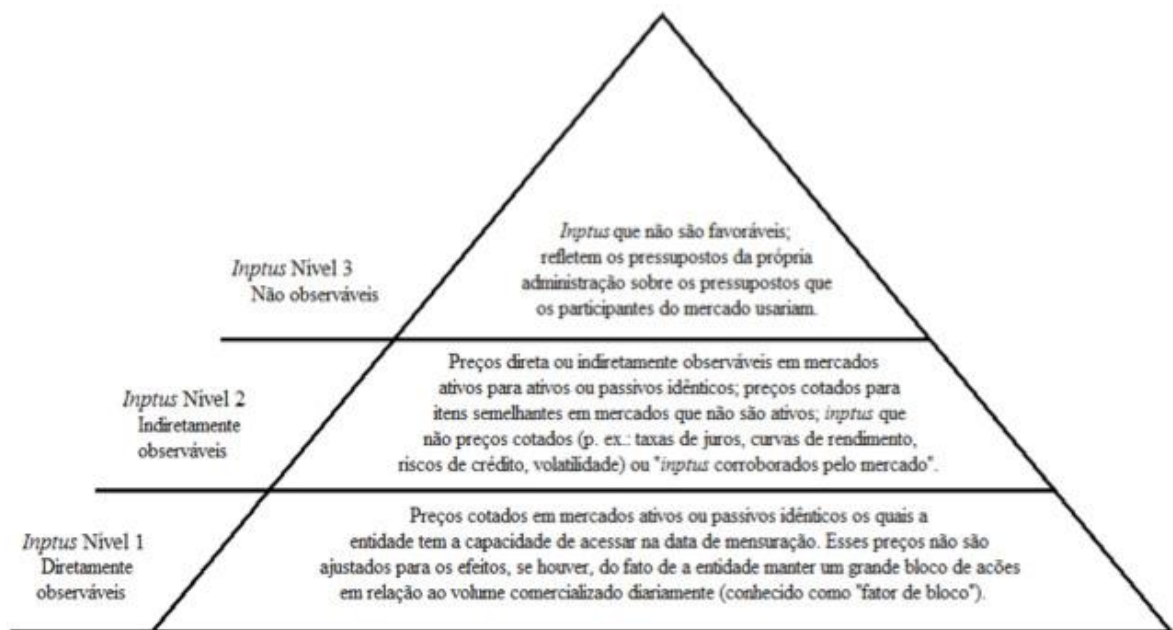 Inptus que não são favoráveis;
refletem os pressupostos da própria
administração sobre os pressupostos que
os participantes do mercado usariam.
Inptus Nível 3
Não observáveis
Preços direta ou indiretamente observáveis em mercados
ativos para ativos ou passivos idênticos; preços cotados para
itens semelhantes em mercados que não são ativos; inptus que
não preços cotados (p. ex.: taxas de juros, curvas de rendimento,
riscos de crédito, volatilidade) ou "inptus corroborados pelo mercado".
Inptus Nível 2
Indiretamente
observáveis
Preços cotados em mercados ativos ou passivos idênticos os quais a
entidade tem a capacidade de acessar na data de mensuração. Esses preços não são
ajustados para os efeitos, se houver, do fato de a entidade manter um grande bloco de acões
em relação ao volume comercializado diariamente (conhecido como "fator de bloco").
Inptus Nível 1
Diretamente
observáveis